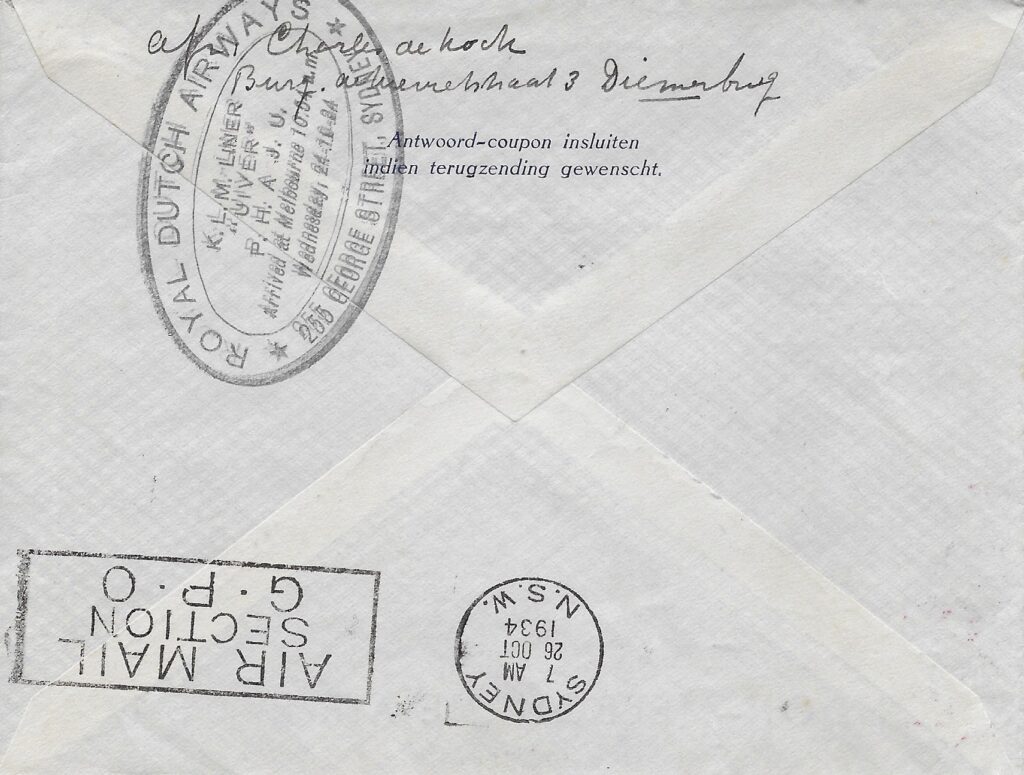 afz. Charles de Kock
3 Diemerbrug
Antwoord-coupon insluiten
indien terugzending gewenscht.
ROYAL DUTCH AIRWAYS
★ 255 GEORGE STREET, SYDNEY ★
K.L.M. LINER
"UIVER"
P. H. A. J. U.
Arrived at Melbourne 10.54 a.m.
Wednesday, 24.10.34
AIR MAIL
SECTION
G.P.O
SYDNEY
7 AM
26 OCT
1934
N.S.W.